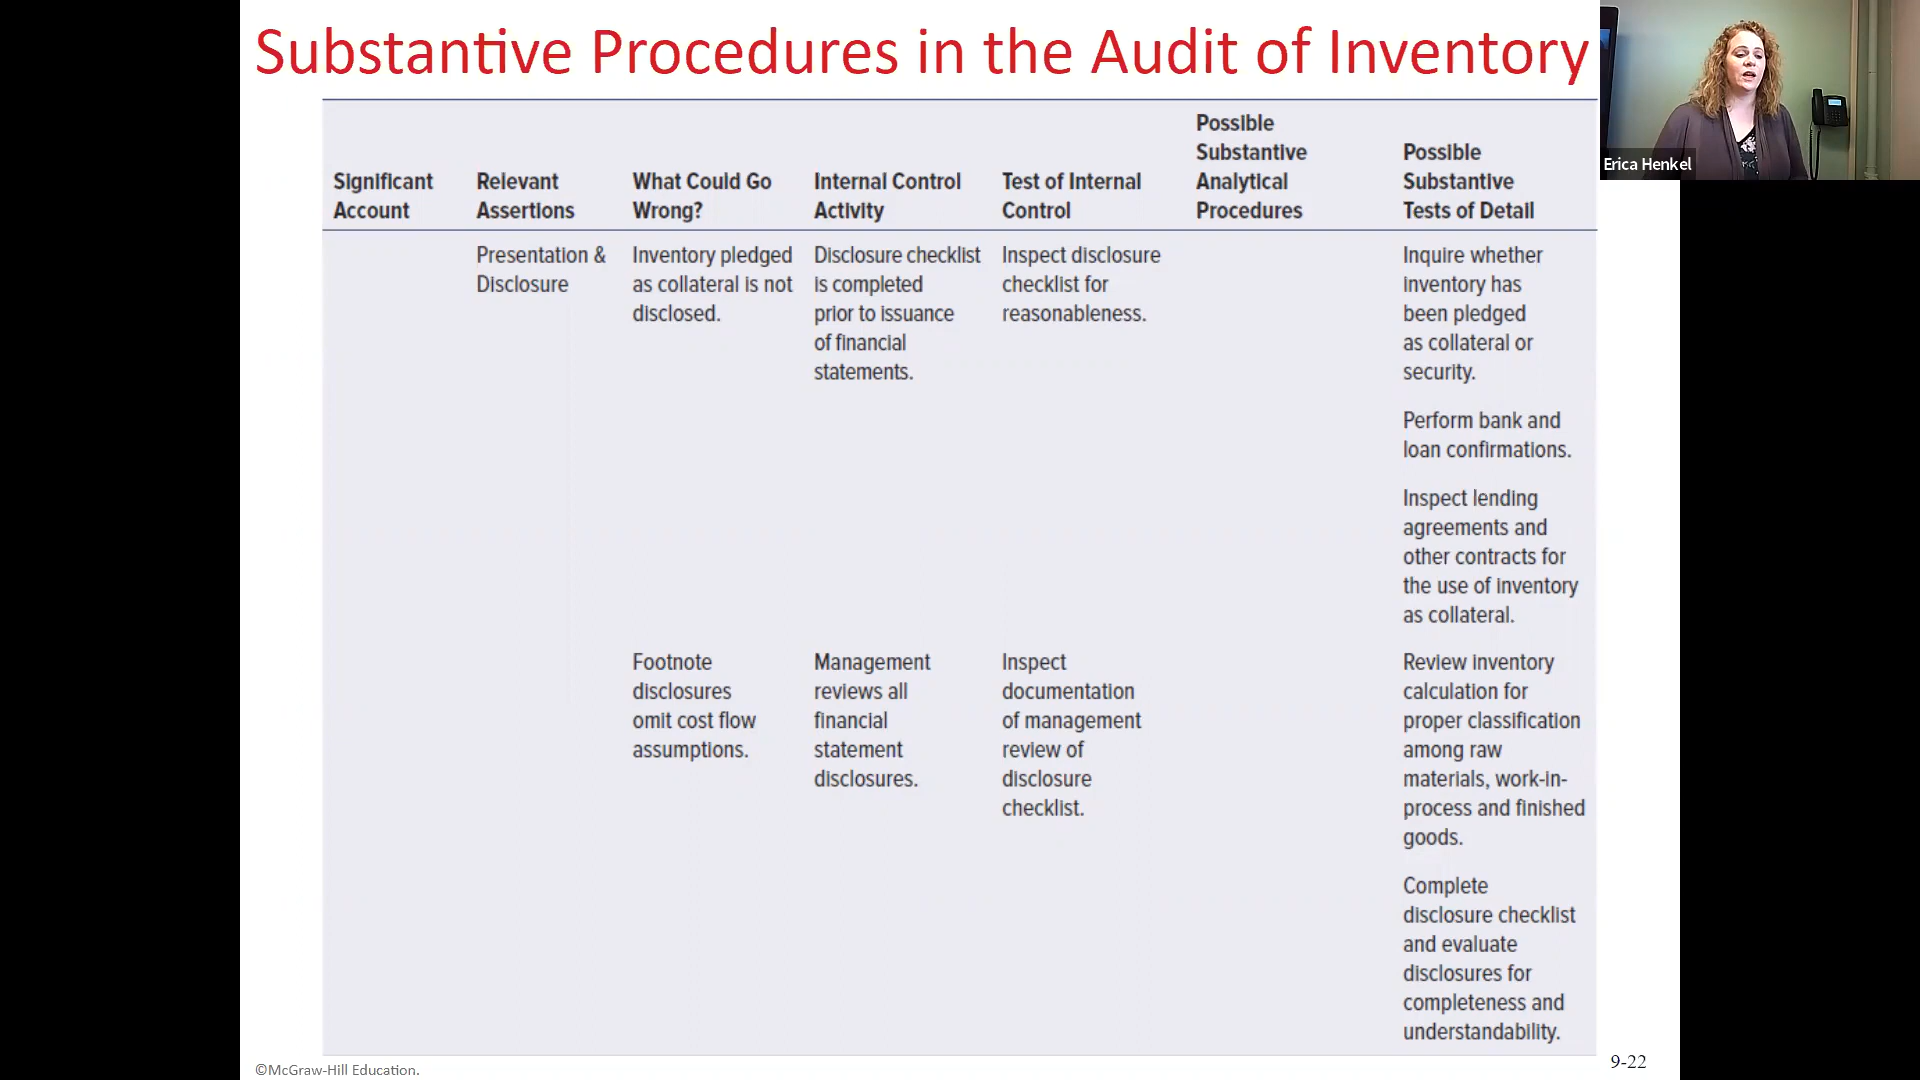 Substantive Procedures in the Audit of Inventory
Erica Henkel
Significant
Account
Relevant
Assertions
What Could Go
Wrong?
Internal Control
Activity
Test of Internal
Control
Possible
Substantive
Analytical
Procedures
Possible
Substantive
Tests of Detail
Presentation &
Disclosure
Inventory pledged
as collateral is not
disclosed.
Disclosure checklist
is completed
prior to issuance
of financial
statements.
Inspect disclosure
checklist for
reasonableness.
Inquire whether
inventory has
been pledged
as collateral or
security.
Perform bank and
loan confirmations.
Inspect lending
agreements and
other contracts for
the use of inventory
as collateral.
Footnote
disclosures
omit cost flow
assumptions.
Management
reviews all
financial
statement
disclosures.
Inspect
documentation
of management
review of
disclosure
checklist.
Review inventory
calculation for
proper classification
among raw
materials, work-in-
process and finished
goods.
Complete
disclosure checklist
and evaluate
disclosures for
completeness and
understandability.
©McGraw-Hill Education.
9-22